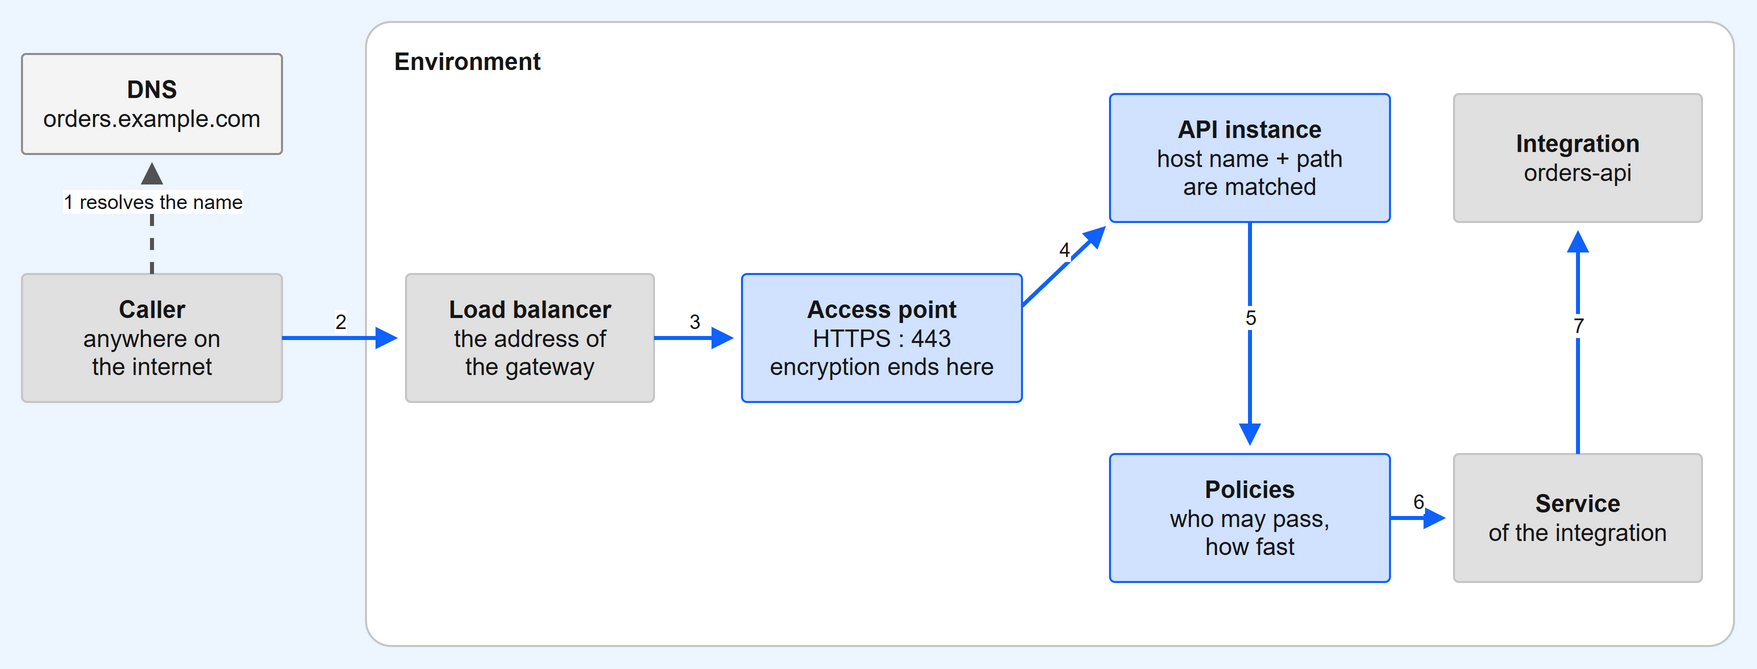 Environment
DNS
orders.example.com
1 resolves the name
Caller
anywhere on
the internet
2
Load balancer
the address of
the gateway
3
Access point
HTTPS : 443
encryption ends here
4
API instance
host name + path
are matched
5
Policies
who may pass,
how fast
6
Service
of the integration
7
Integration
orders-api